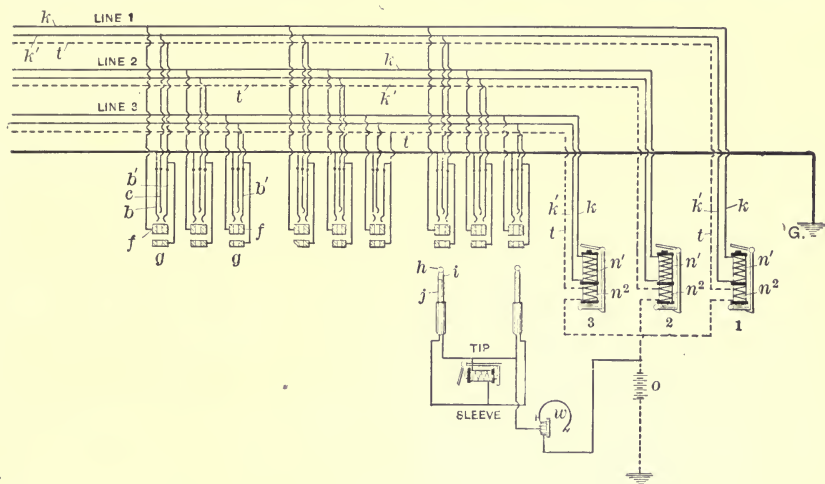 k LINE 1
k' t'
LINE 2 k
t' k'
LINE 3
t
b' b'
c
b
f f
g g
k' k k' k
t t
'G.
n' n' n'
n² n² n²
3 2 1
h i
j
TIP
SLEEVE
w
o